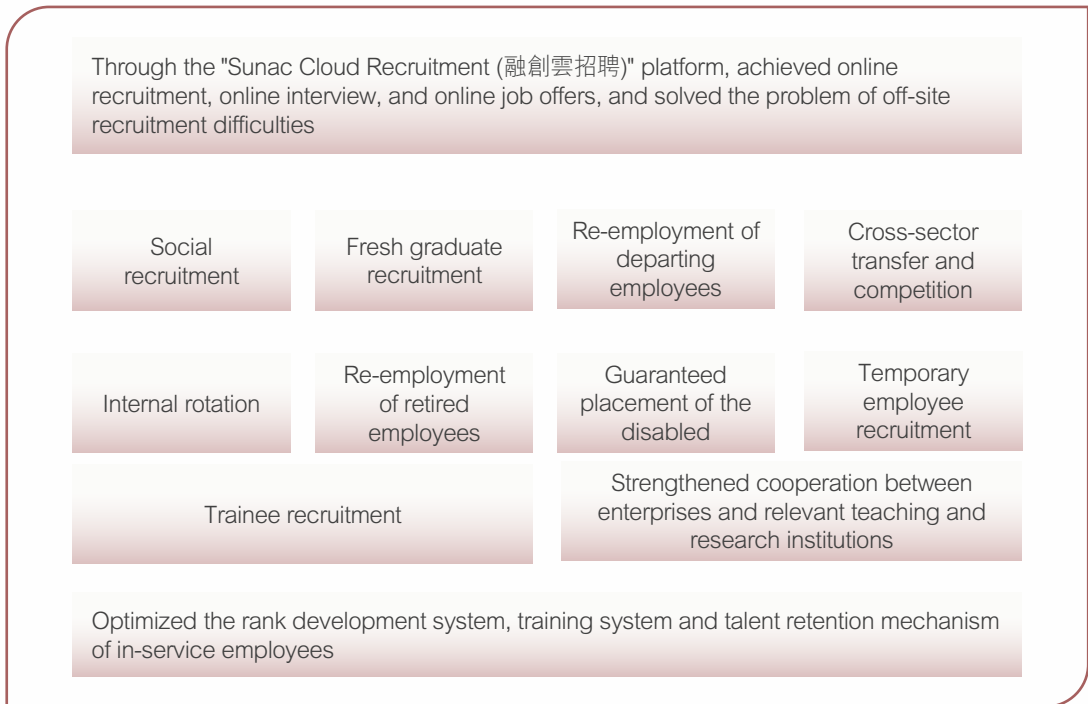 Through the "Sunac Cloud Recruitment (融創雲招聘)" platform, achieved online
recruitment, online interview, and online job offers, and solved the problem of off-site
recruitment difficulties
Social
recruitment
Fresh graduate
recruitment
Re-employment of
departing
employees
Cross-sector
transfer and
competition
Internal rotation
Re-employment
of retired
employees
Guaranteed
placement of the
disabled
Temporary
employee
recruitment
Trainee recruitment
Strengthened cooperation between
enterprises and relevant teaching and
research institutions
Optimized the rank development system, training system and talent retention mechanism
of in-service employees